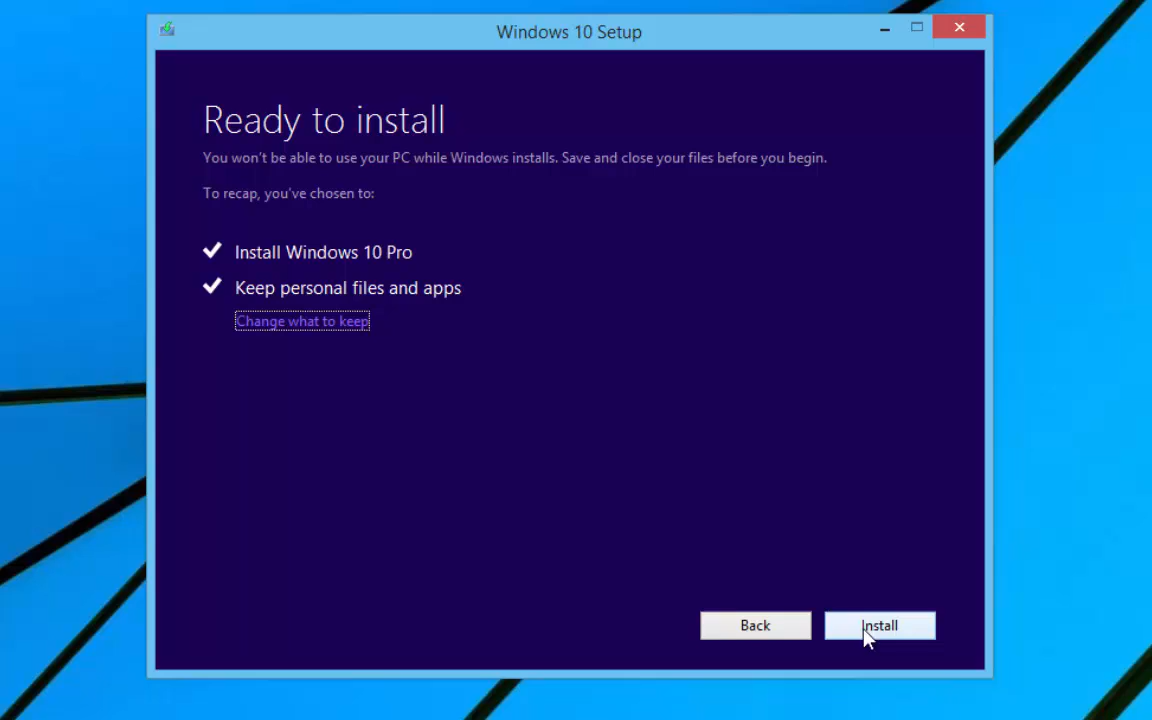 Windows 10 Setup
Ready to install
You won't be able to use your PC while Windows installs. Save and close your files before you begin.
To recap, you've chosen to:
Install Windows 10 Pro
Keep personal files and apps
Change what to keep
Back
Install